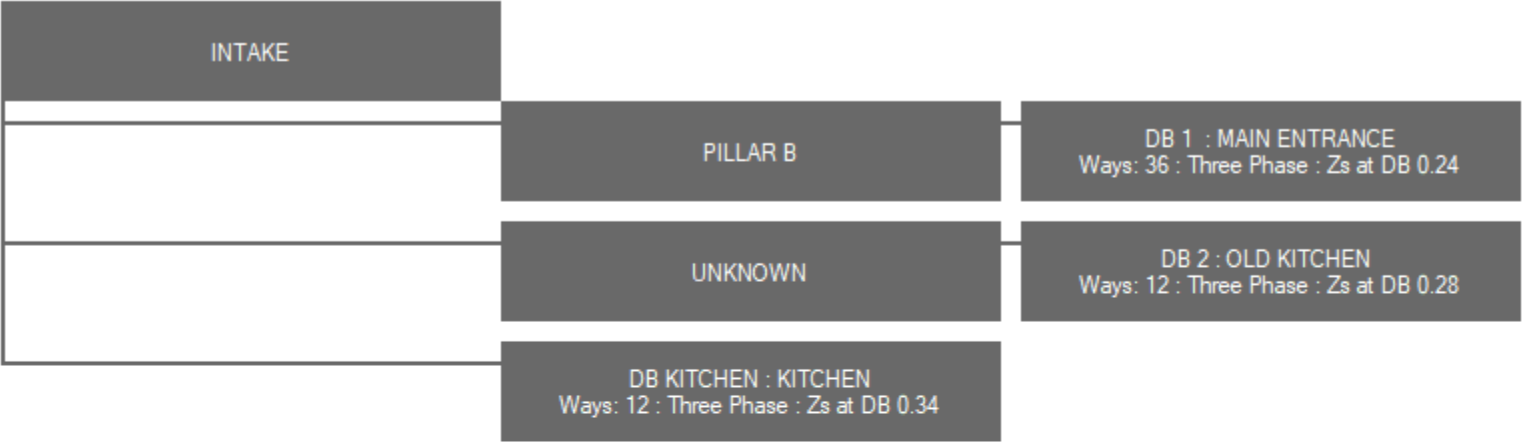 INTAKE
PILLAR B
DB 1 : MAIN ENTRANCE
Ways: 36 : Three Phase : Zs at DB 0.24
UNKNOWN
DB 2 : OLD KITCHEN
Ways: 12 : Three Phase : Zs at DB 0.28
DB KITCHEN : KITCHEN
Ways: 12 : Three Phase : Zs at DB 0.34